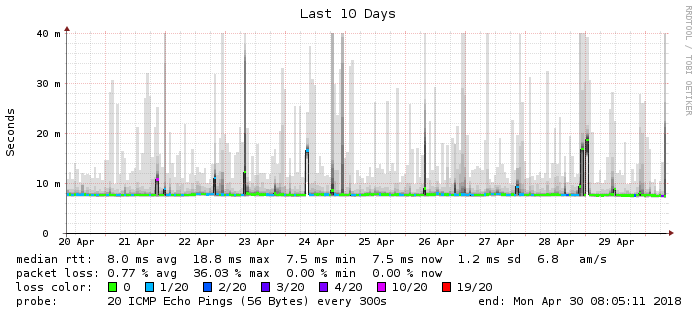 Last 10 Days
RRDTOOL / TOBI OETIKER
Seconds
40 m
30 m
20 m
10 m
0
20 Apr 21 Apr 22 Apr 23 Apr 24 Apr 25 Apr 26 Apr 27 Apr 28 Apr 29 Apr
median rtt: 8.0 ms avg 18.8 ms max 7.5 ms min 7.5 ms now 1.2 ms sd 6.8 am/s
packet loss: 0.77 % avg 36.03 % max 0.00 % min 0.00 % now
loss color: 0 1/20 2/20 3/20 4/20 10/20 19/20
probe: 20 ICMP Echo Pings (56 Bytes) every 300s end: Mon Apr 30 08:05:11 2018